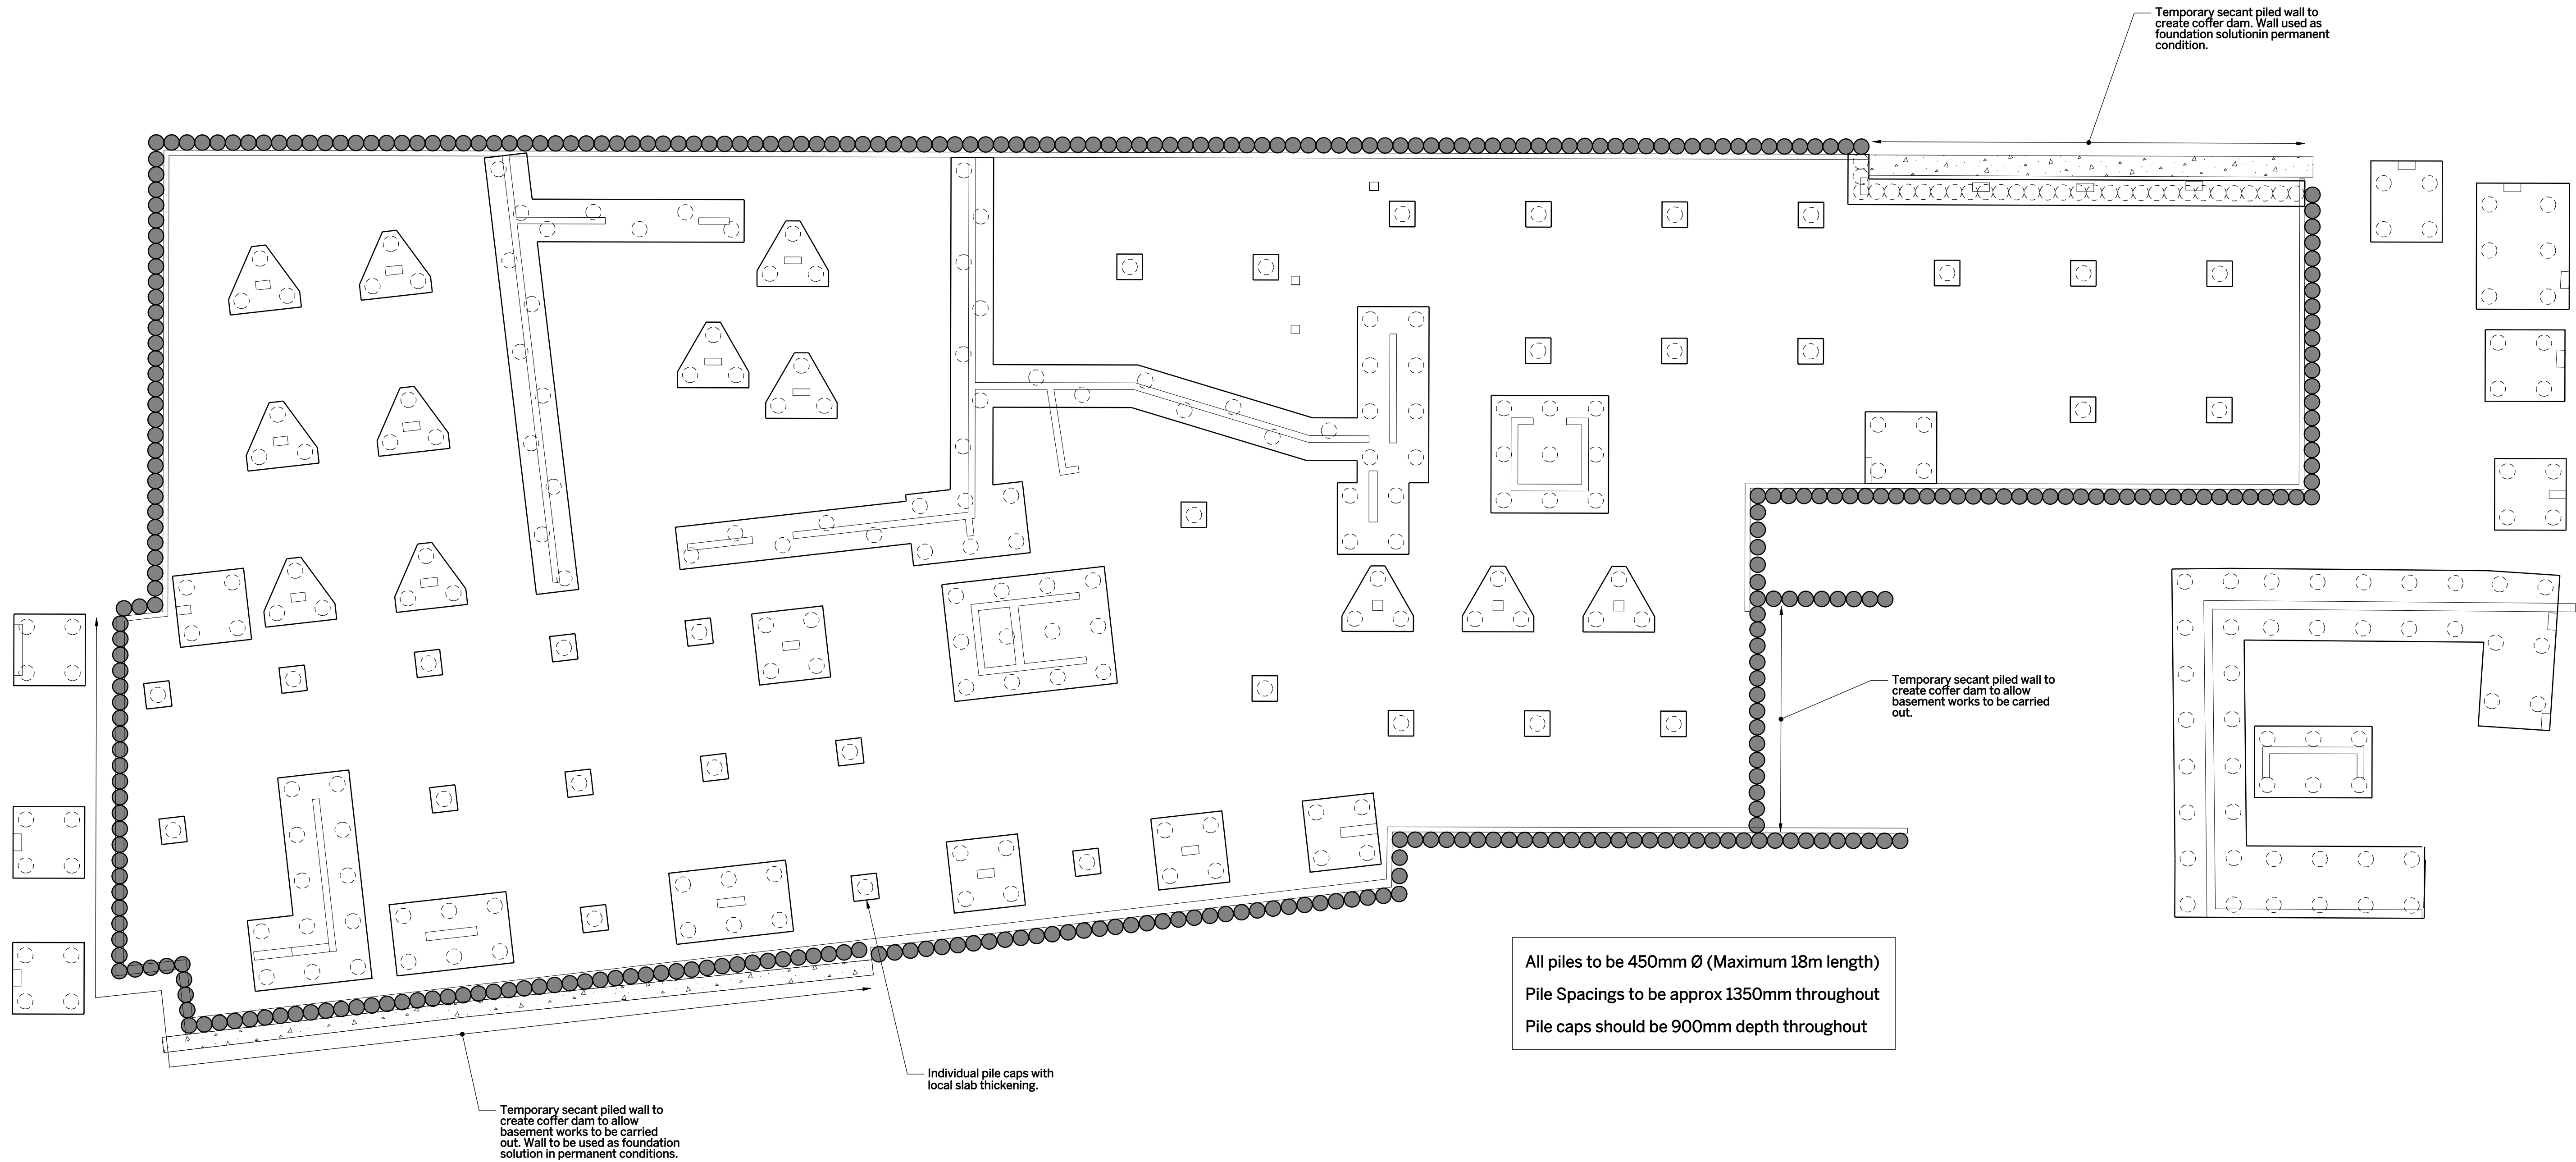 Temporary secant piled wall to
create coffer dam. Wall used as
foundation solutionin permanent
condition.
Temporary secant piled wall to
create coffer dam to allow
basement works to be carried
out.
All piles to be 450mm Ø (Maximum 18m length)
Pile Spacings to be approx 1350mm throughout
Pile caps should be 900mm depth throughout
Individual pile caps with
local slab thickening.
Temporary secant piled wall to
create coffer dam to allow
basement works to be carried
out. Wall to be used as foundation
solution in permanent conditions.